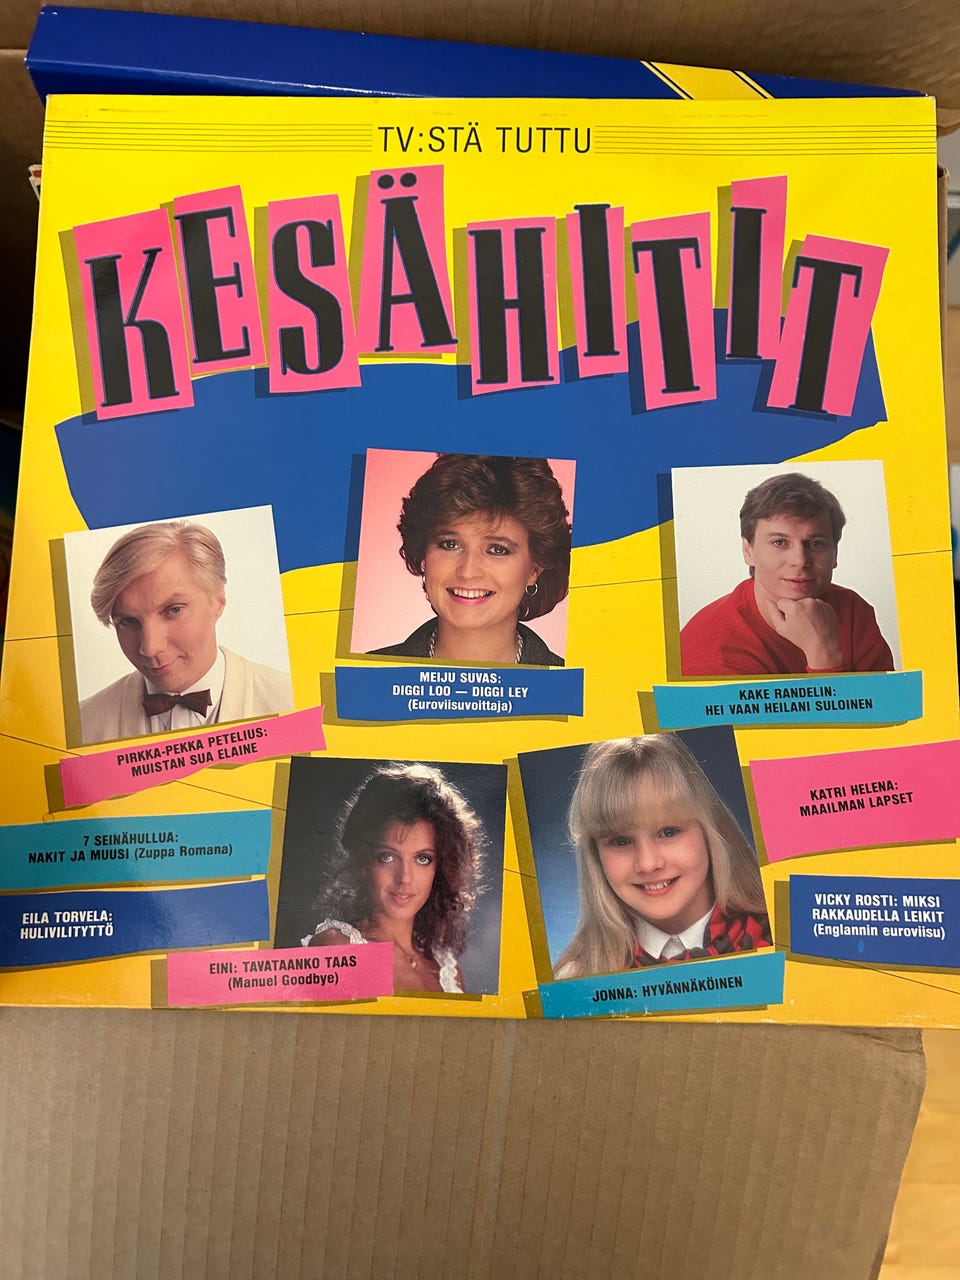 TV:STÄ TUTTU
KESÄHITIT
MEIJU SUVAS:
DIGGI LOO — DIGGI LEY
(Euroviisuvoittaja)
KAKE RANDELIN:
HEI VAAN HEILANI SULOINEN
PIRKKA-PEKKA PETELIUS:
MUISTAN SUA ELAINE
KATRI HELENA:
MAAILMAN LAPSET
7 SEINÄHULLUA:
NAKIT JA MUUSI (Zuppa Romana)
EILA TORVELA:
HULIVILITYTTÖ
VICKY ROSTI: MIKSI
RAKKAUDELLA LEIKIT
(Englannin euroviisu)
EINI: TAVATAANKO TAAS
(Manuel Goodbye)
JONNA: HYVÄNNÄKÖINEN